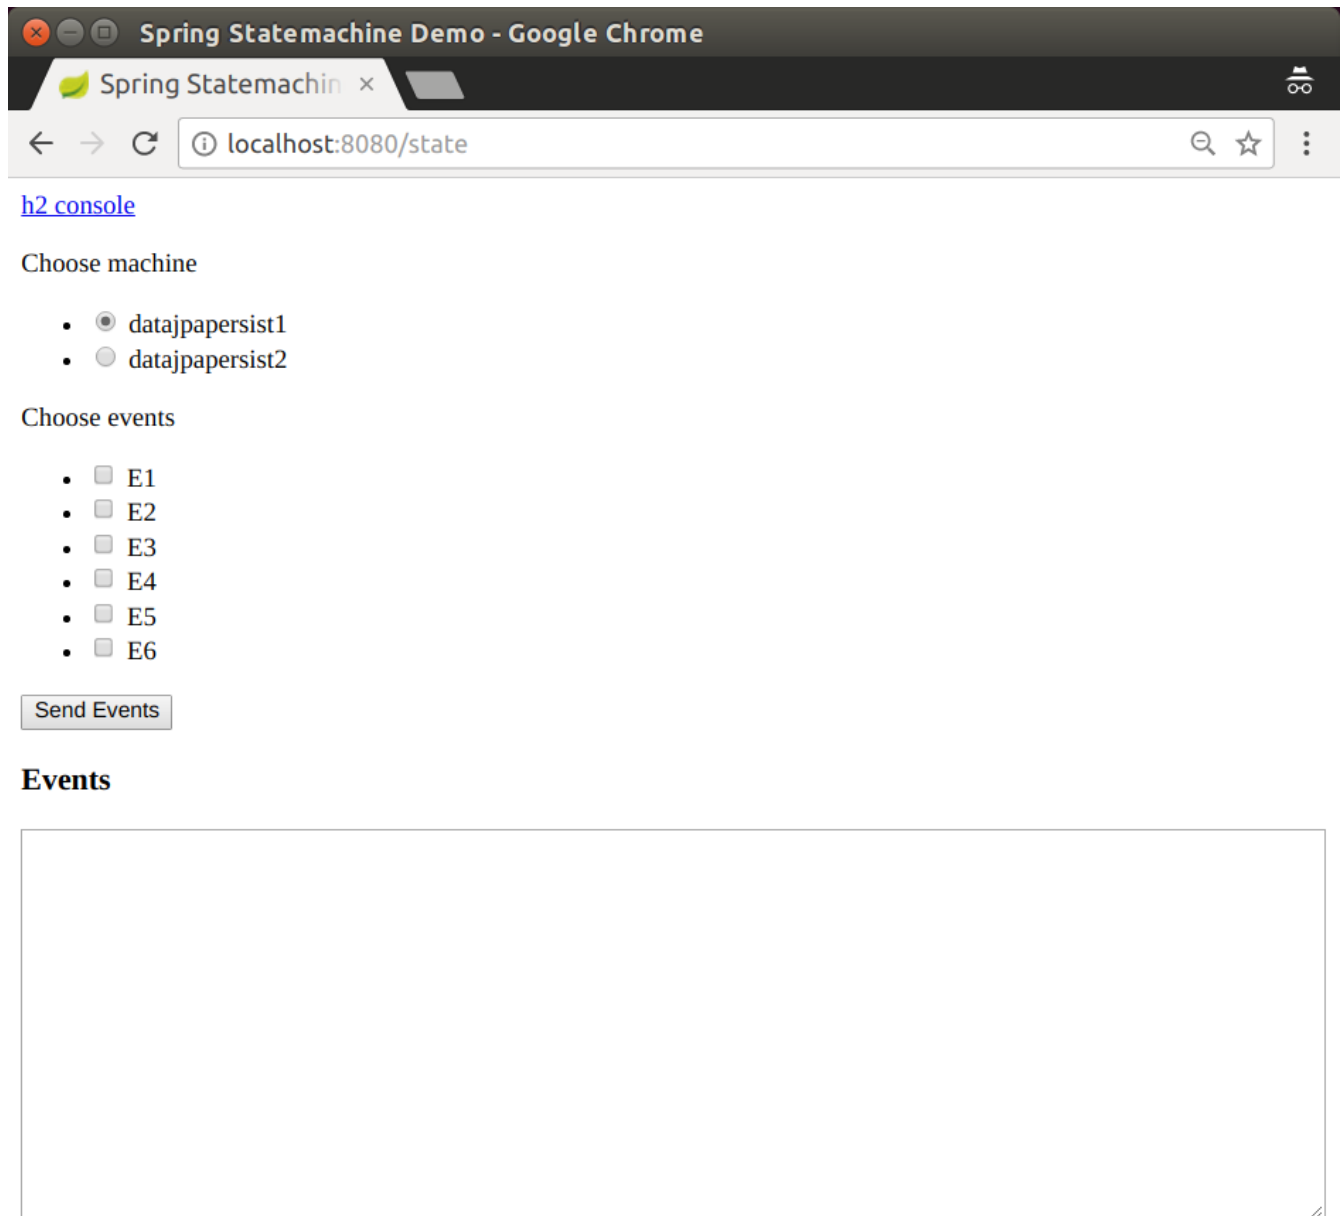 Spring Statemachine Demo - Google Chrome
Spring Statemachin
localhost:8080/state
h2 console
Choose machine
datajpapersist1
datajpapersist2
Choose events
E1
E2
E3
E4
E5
E6
Send Events
Events